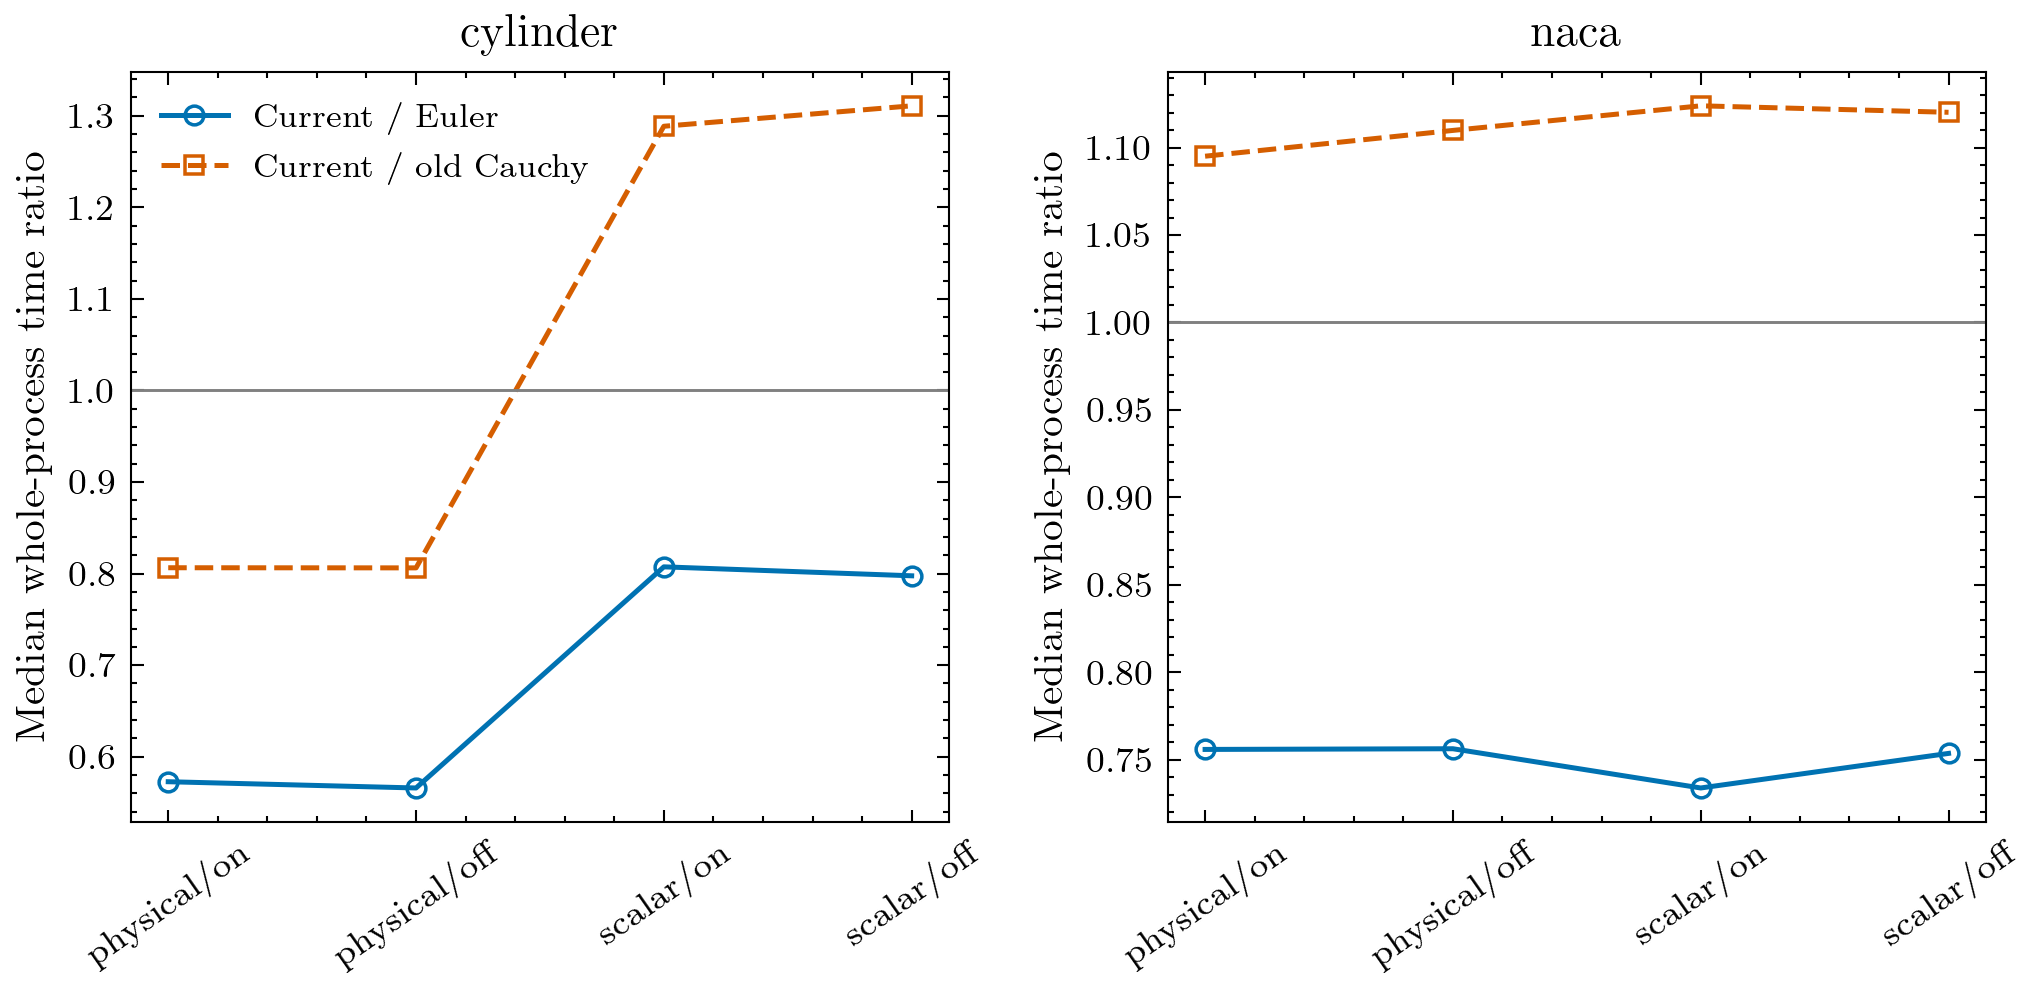 cylinder
Median whole-process time ratio
1.3
1.2
1.1
1.0
0.9
0.8
0.7
0.6
Current / Euler
Current / old Cauchy
physical/on
physical/off
scalar/on
scalar/off
naca
Median whole-process time ratio
1.10
1.05
1.00
0.95
0.90
0.85
0.80
0.75
physical/on
physical/off
scalar/on
scalar/off